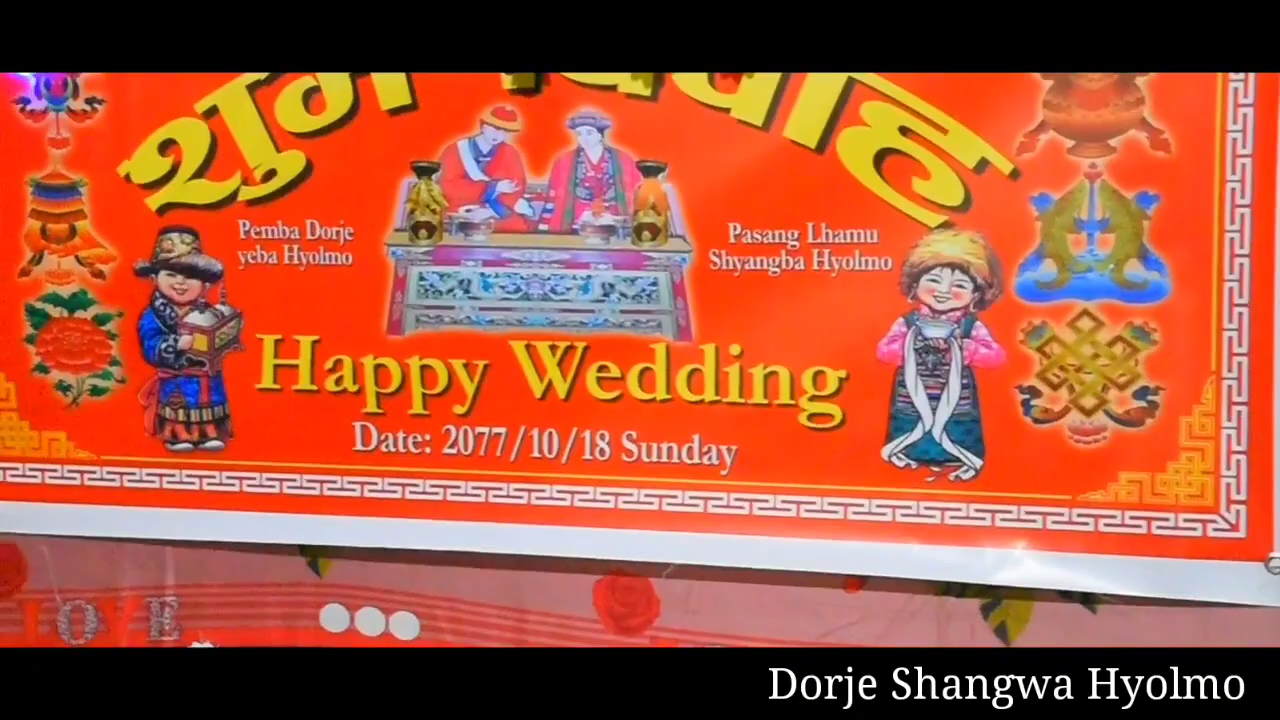 शुभ विवाह
Pemba Dorje
yeba Hyolmo
Pasang Lhamu
Shyangba Hyolmo
Happy Wedding
Date: 2077/10/18 Sunday
LOVE
Dorje Shangwa Hyolmo